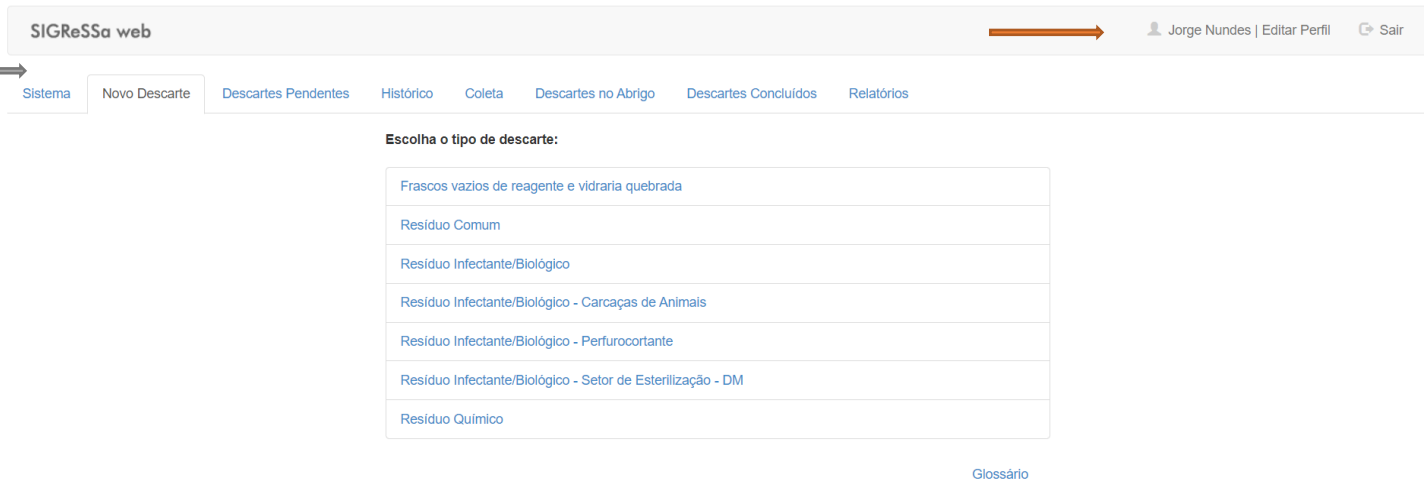 SIGReSSa web
Jorge Nundes | Editar Perfil Sair
Sistema Novo Descarte Descartes Pendentes Histórico Coleta Descartes no Abrigo Descartes Concluídos Relatórios
Escolha o tipo de descarte:
Frascos vazios de reagente e vidraria quebrada
Resíduo Comum
Resíduo Infectante/Biológico
Resíduo Infectante/Biológico - Carcaças de Animais
Resíduo Infectante/Biológico - Perfurocortante
Resíduo Infectante/Biológico - Setor de Esterilização - DM
Resíduo Químico
Glossário